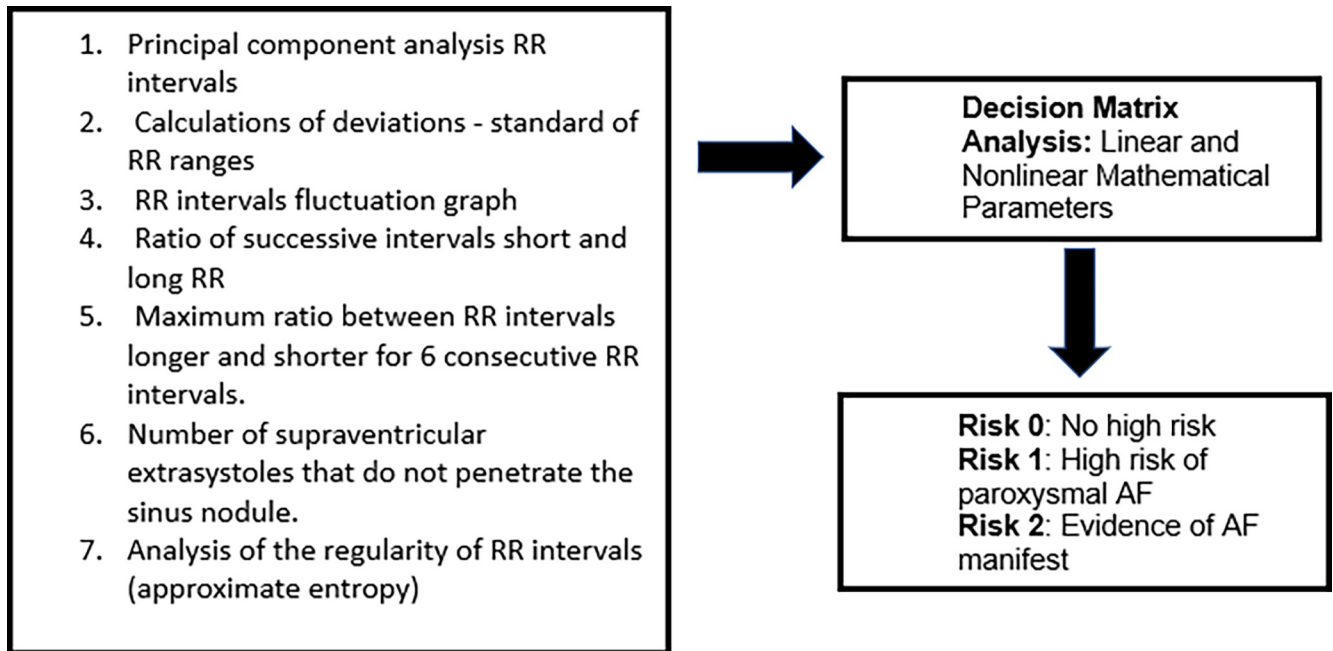 1. Principal component analysis RR
intervals
2. Calculations of deviations - standard of
RR ranges
3. RR intervals fluctuation graph
4. Ratio of successive intervals short and
long RR
5. Maximum ratio between RR intervals
longer and shorter for 6 consecutive RR
intervals.
6. Number of supraventricular
extrasystoles that do not penetrate the
sinus nodule.
7. Analysis of the regularity of RR intervals
(approximate entropy)
Decision Matrix
Analysis: Linear and
Nonlinear Mathematical
Parameters
Risk 0: No high risk
Risk 1: High risk of
paroxysmal AF
Risk 2: Evidence of AF
manifest